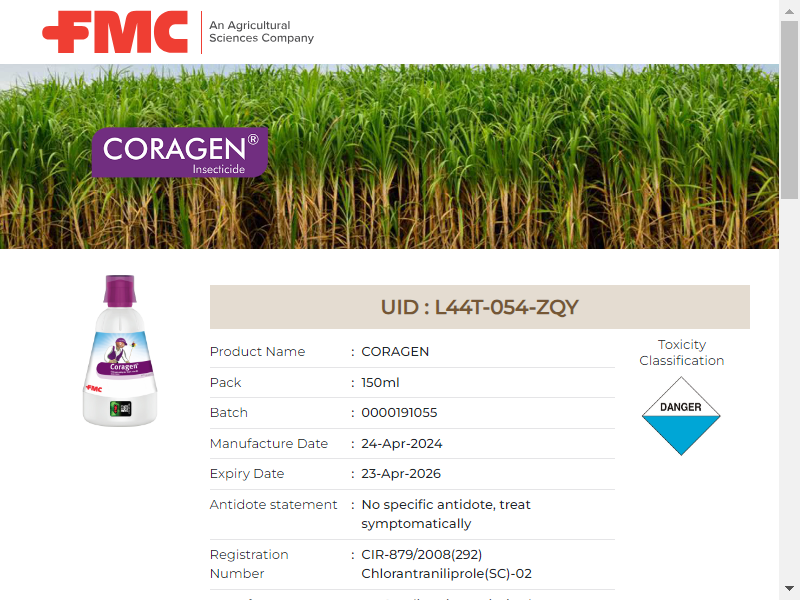 FMC
An Agricultural
Sciences Company
CORAGEN®
Insecticide
Coragen
FMC
UID : L44T-054-ZQY
Product Name : CORAGEN
Pack : 150ml
Batch : 0000191055
Manufacture Date : 24-Apr-2024
Expiry Date : 23-Apr-2026
Antidote statement : No specific antidote, treat
symptomatically
Registration : CIR-879/2008(292)
Number Chlorantraniliprole(SC)-02
Toxicity
Classification
DANGER